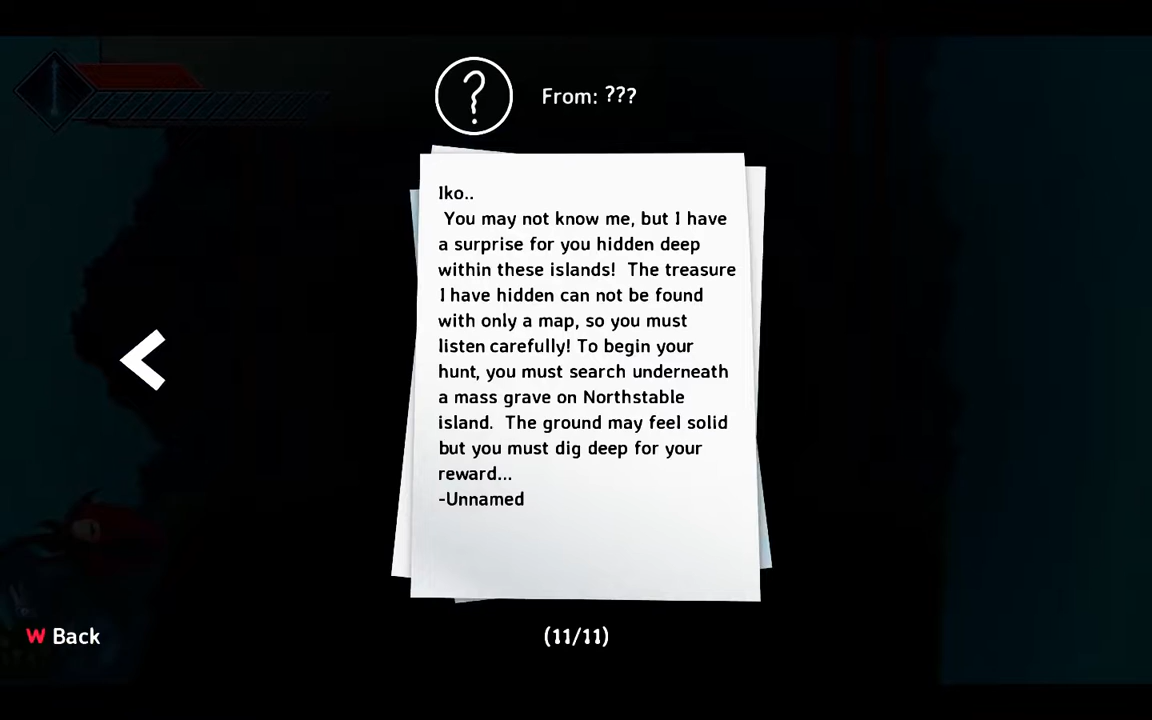 ?
From: ???
Iko..
You may not know me, but I have
a surprise for you hidden deep
within these islands!  The treasure
I have hidden can not be found
with only a map, so you must
listen carefully! To begin your
hunt, you must search underneath
a mass grave on Northstable
island.  The ground may feel solid
but you must dig deep for your
reward...
-Unnamed
W Back
(11/11)